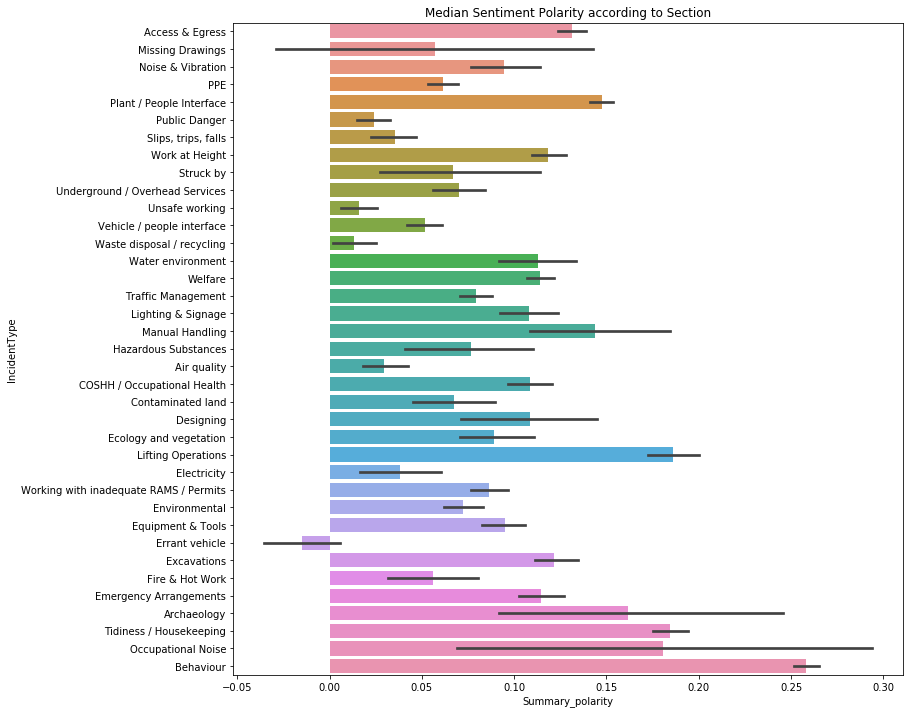 Median Sentiment Polarity according to Section
Access & Egress
Missing Drawings
Noise & Vibration
PPE
Plant / People Interface
Public Danger
Slips, trips, falls
Work at Height
Struck by
Underground / Overhead Services
Unsafe working
Vehicle / people interface
Waste disposal / recycling
Water environment
Welfare
Traffic Management
Lighting & Signage
Manual Handling
Hazardous Substances
Air quality
COSHH / Occupational Health
Contaminated land
Designing
Ecology and vegetation
Lifting Operations
Electricity
Working with inadequate RAMS / Permits
Environmental
Equipment & Tools
Errant vehicle
Excavations
Fire & Hot Work
Emergency Arrangements
Archaeology
Tidiness / Housekeeping
Occupational Noise
Behaviour
IncidentType
−0.05 0.00 0.05 0.10 0.15 0.20 0.25 0.30
Summary_polarity